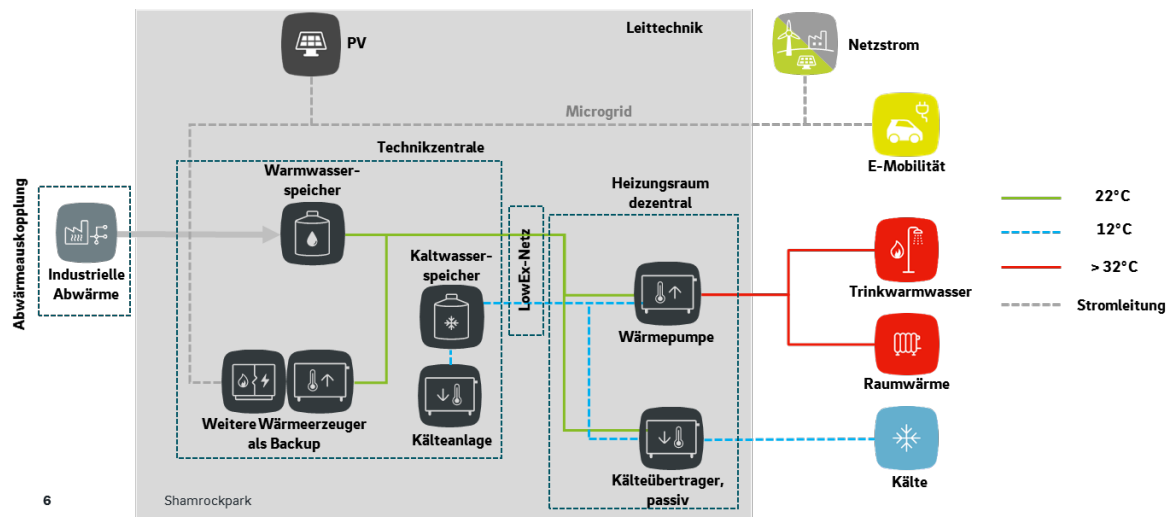 PV
Leittechnik
Netzstrom
Microgrid
E-Mobilität
Technikzentrale
Warmwasser-
speicher
Heizungsraum
dezentral
Abwärmeauskopplung
Industrielle
Abwärme
Kaltwasser-
speicher
LowEx-Netz
Wärmepumpe
Trinkwarmwasser
Raumwärme
Weitere Wärmeerzeuger
als Backup
Kälteanlage
Kälteübertrager,
passiv
Kälte
22°C
12°C
> 32°C
Stromleitung
6
Shamrockpark